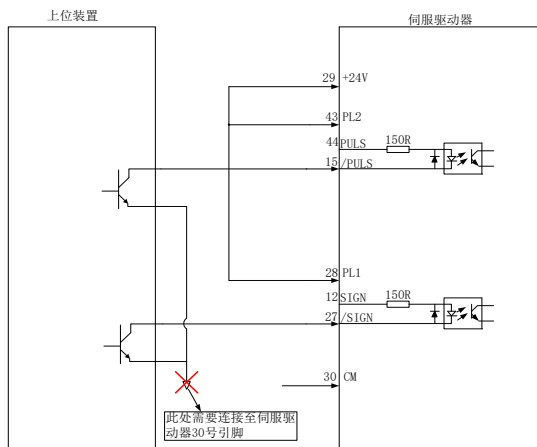 上位装置
伺服驱动器
29 +24V
43 PL2
44 PULS 150R
15 /PULS
28 PL1
12 SIGN 150R
27 /SIGN
30 CM
此处需要连接至伺服驱
动器30号引脚